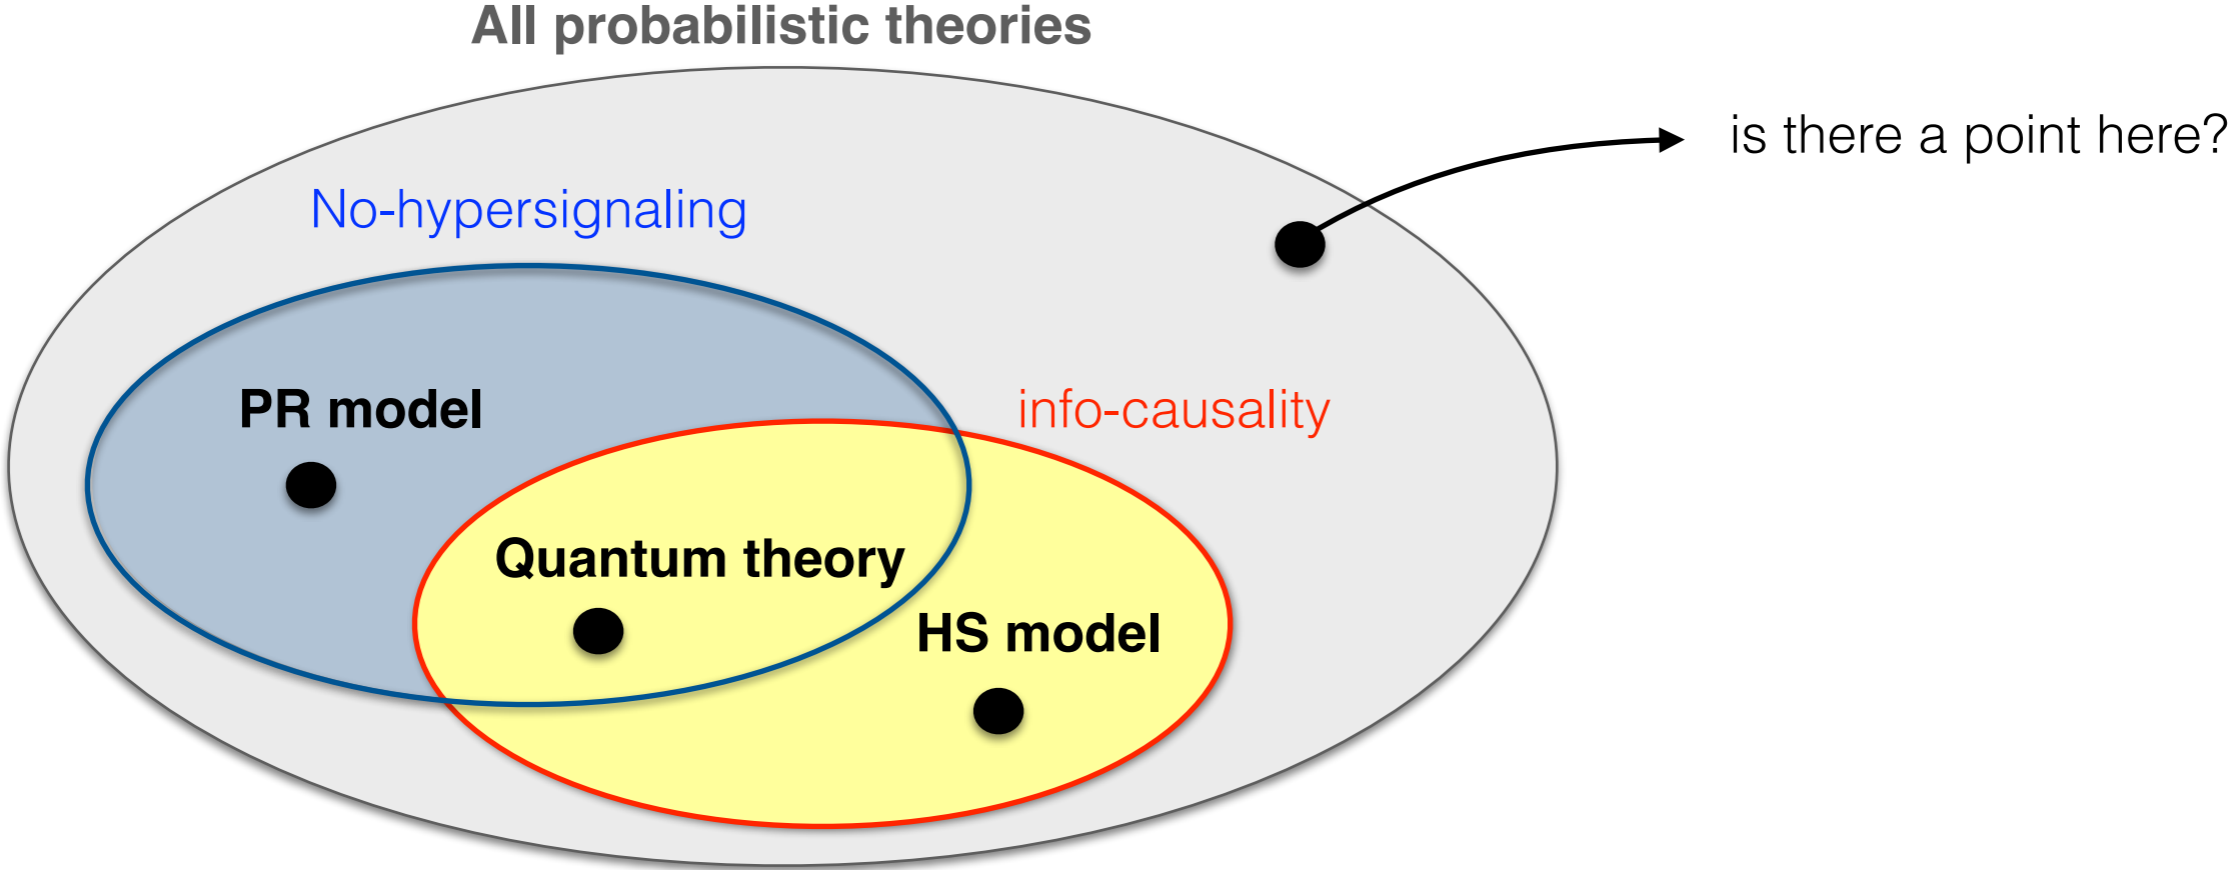 All probabilistic theories
is there a point here?
No-hypersignaling
PR model
info-causality
Quantum theory
HS model